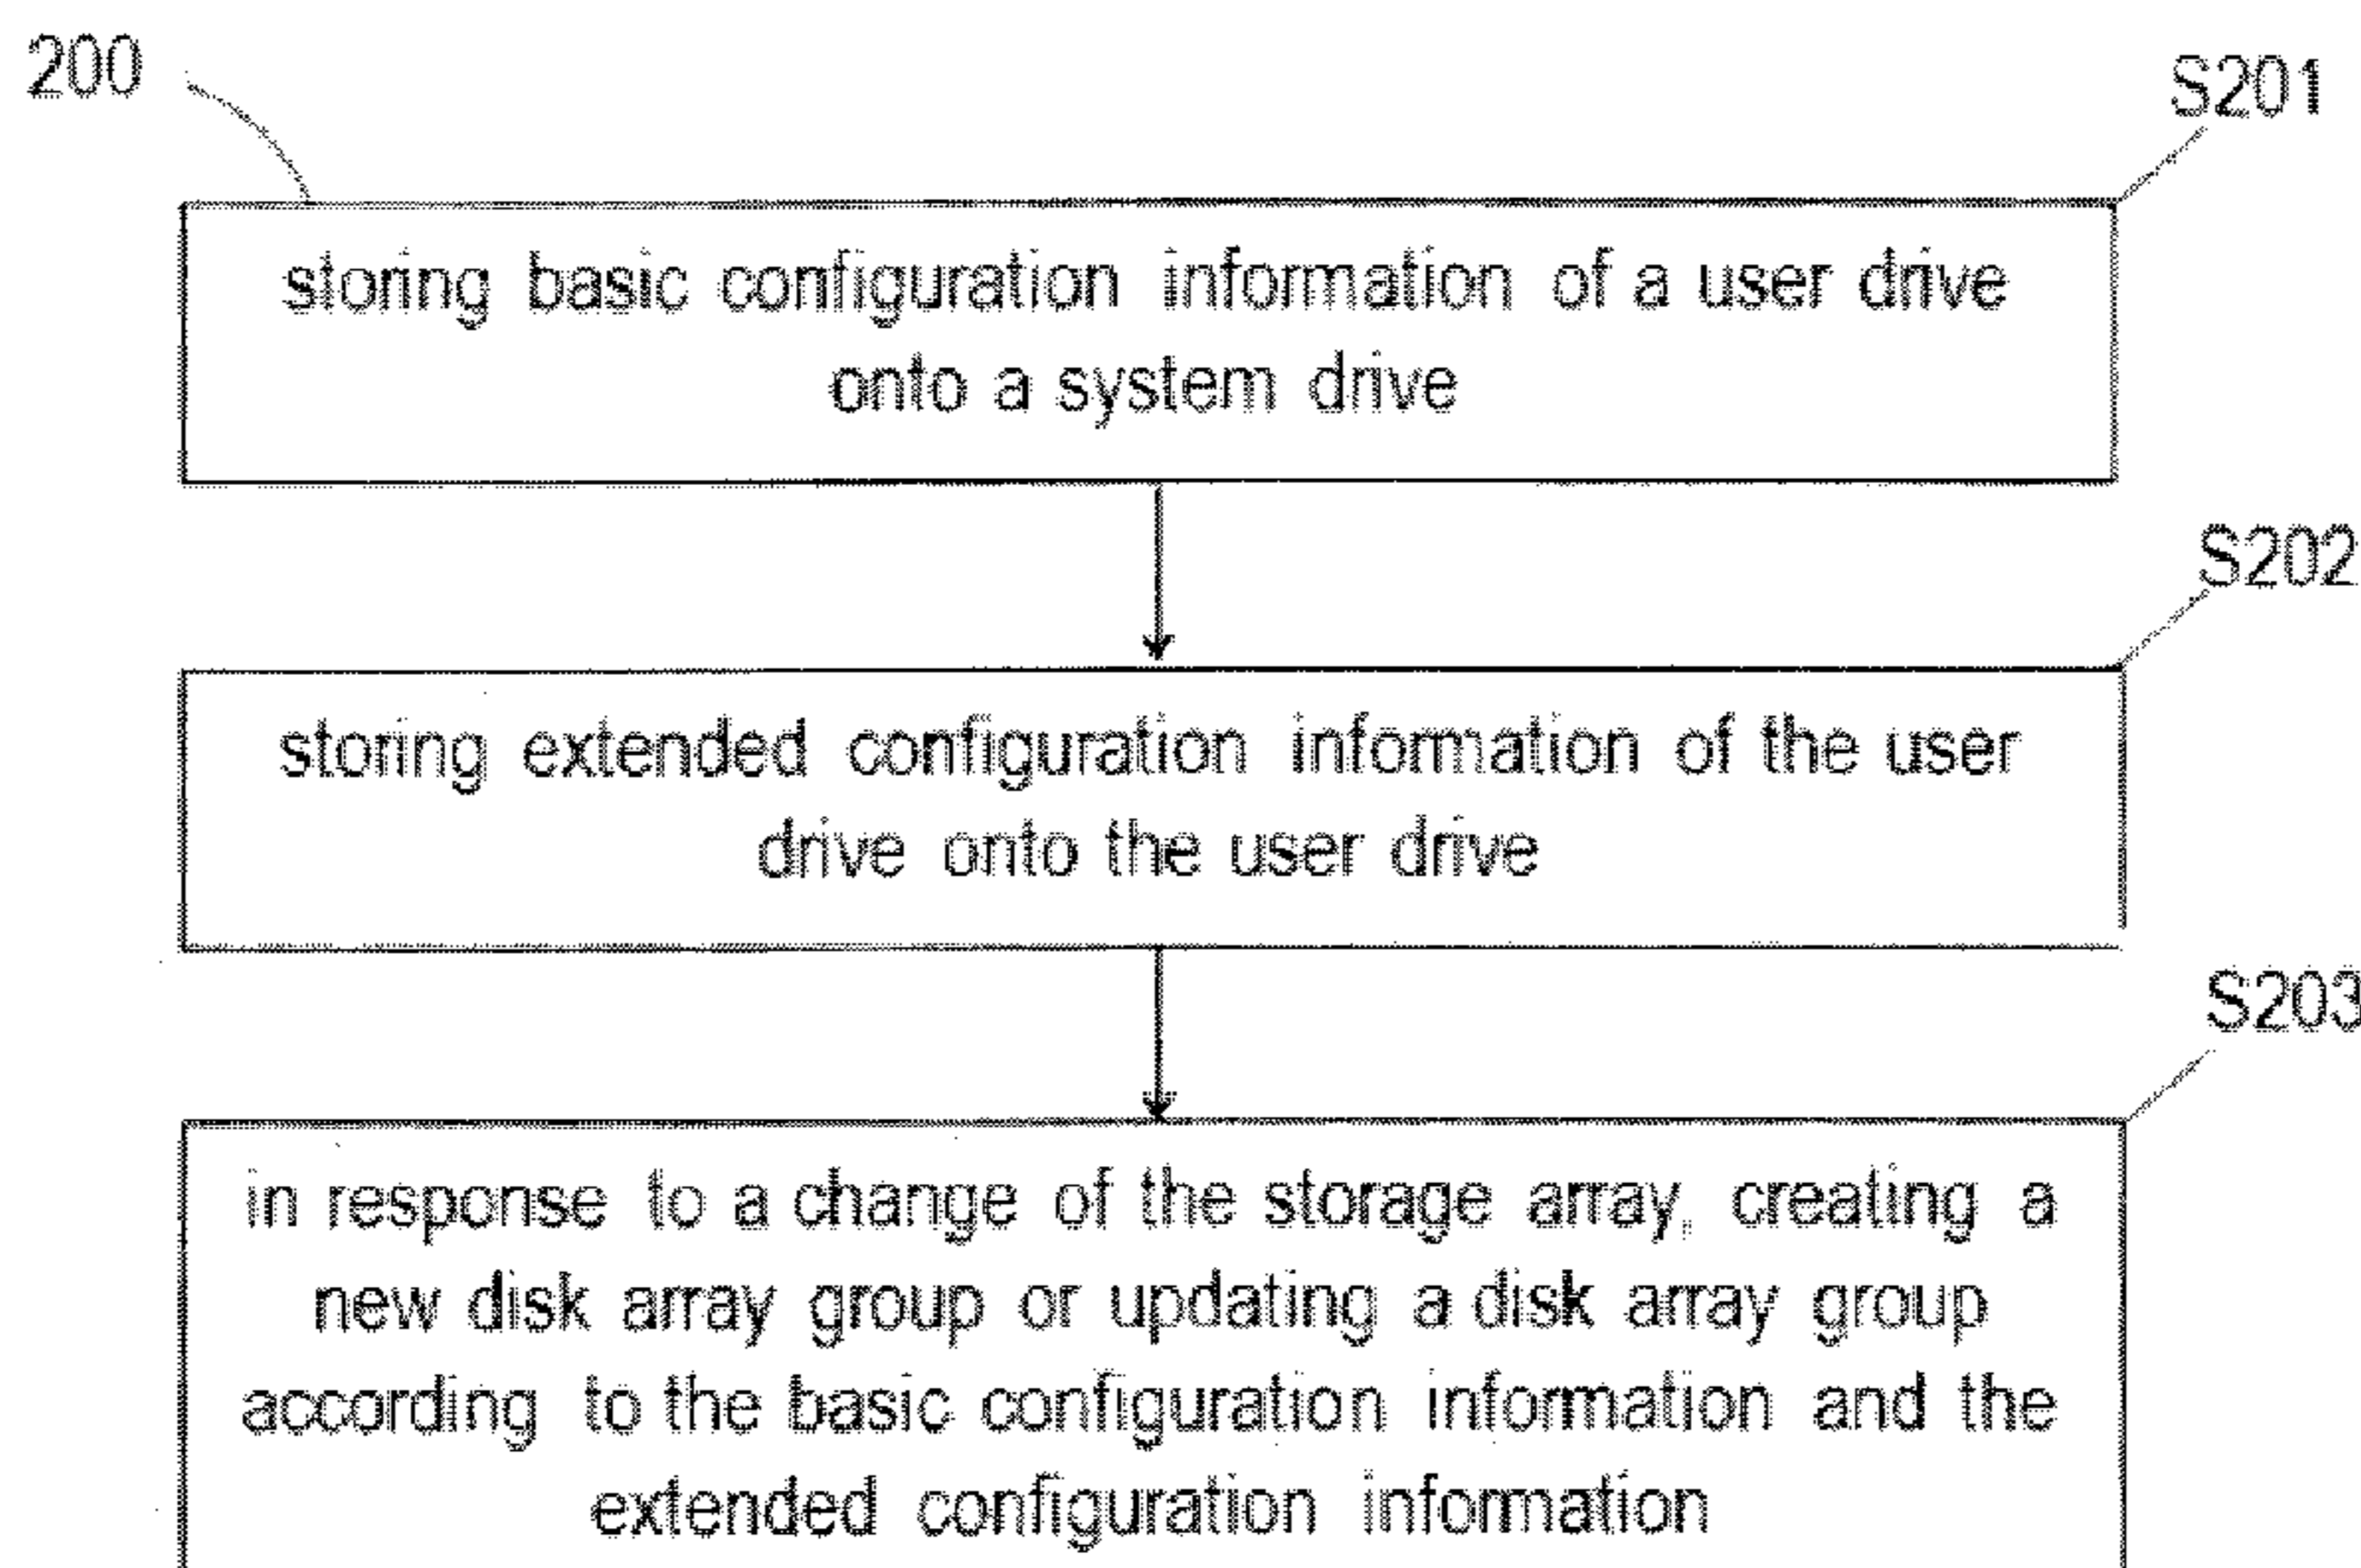 200
S201
storing basic configuration information of a user drive
onto a system drive
S202
storing extended configuration information of the user
drive onto the user drive
S203
in response to a change of the storage array, creating a
new disk array group or updating a disk array group
according to the basic configuration information and the
extended configuration information